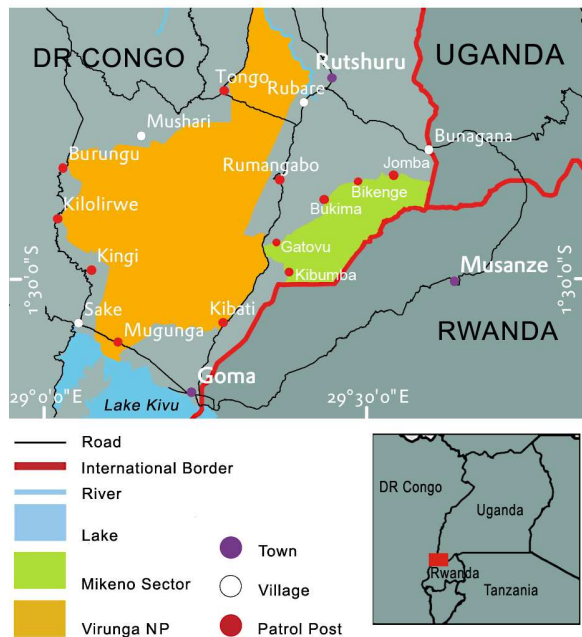 DR CONGO
UGANDA
Rutshuru
Tongo
Rubare
Mushari
Bunagana
Burungu
Rumangabo
Jomba
Bikenge
Kilolirwe
Bukima
Gatovu
Kingi
Kibumba
Musanze
1°30'0"S
1°30'0"S
Sake
Kibati
Mugunga
RWANDA
Goma
Lake Kivu
29°0'0"E
29°30'0"E
Road
International Border
River
Lake
Mikeno Sector
Virunga NP
Town
Village
Patrol Post
DR Congo
Uganda
Rwanda
Tanzania